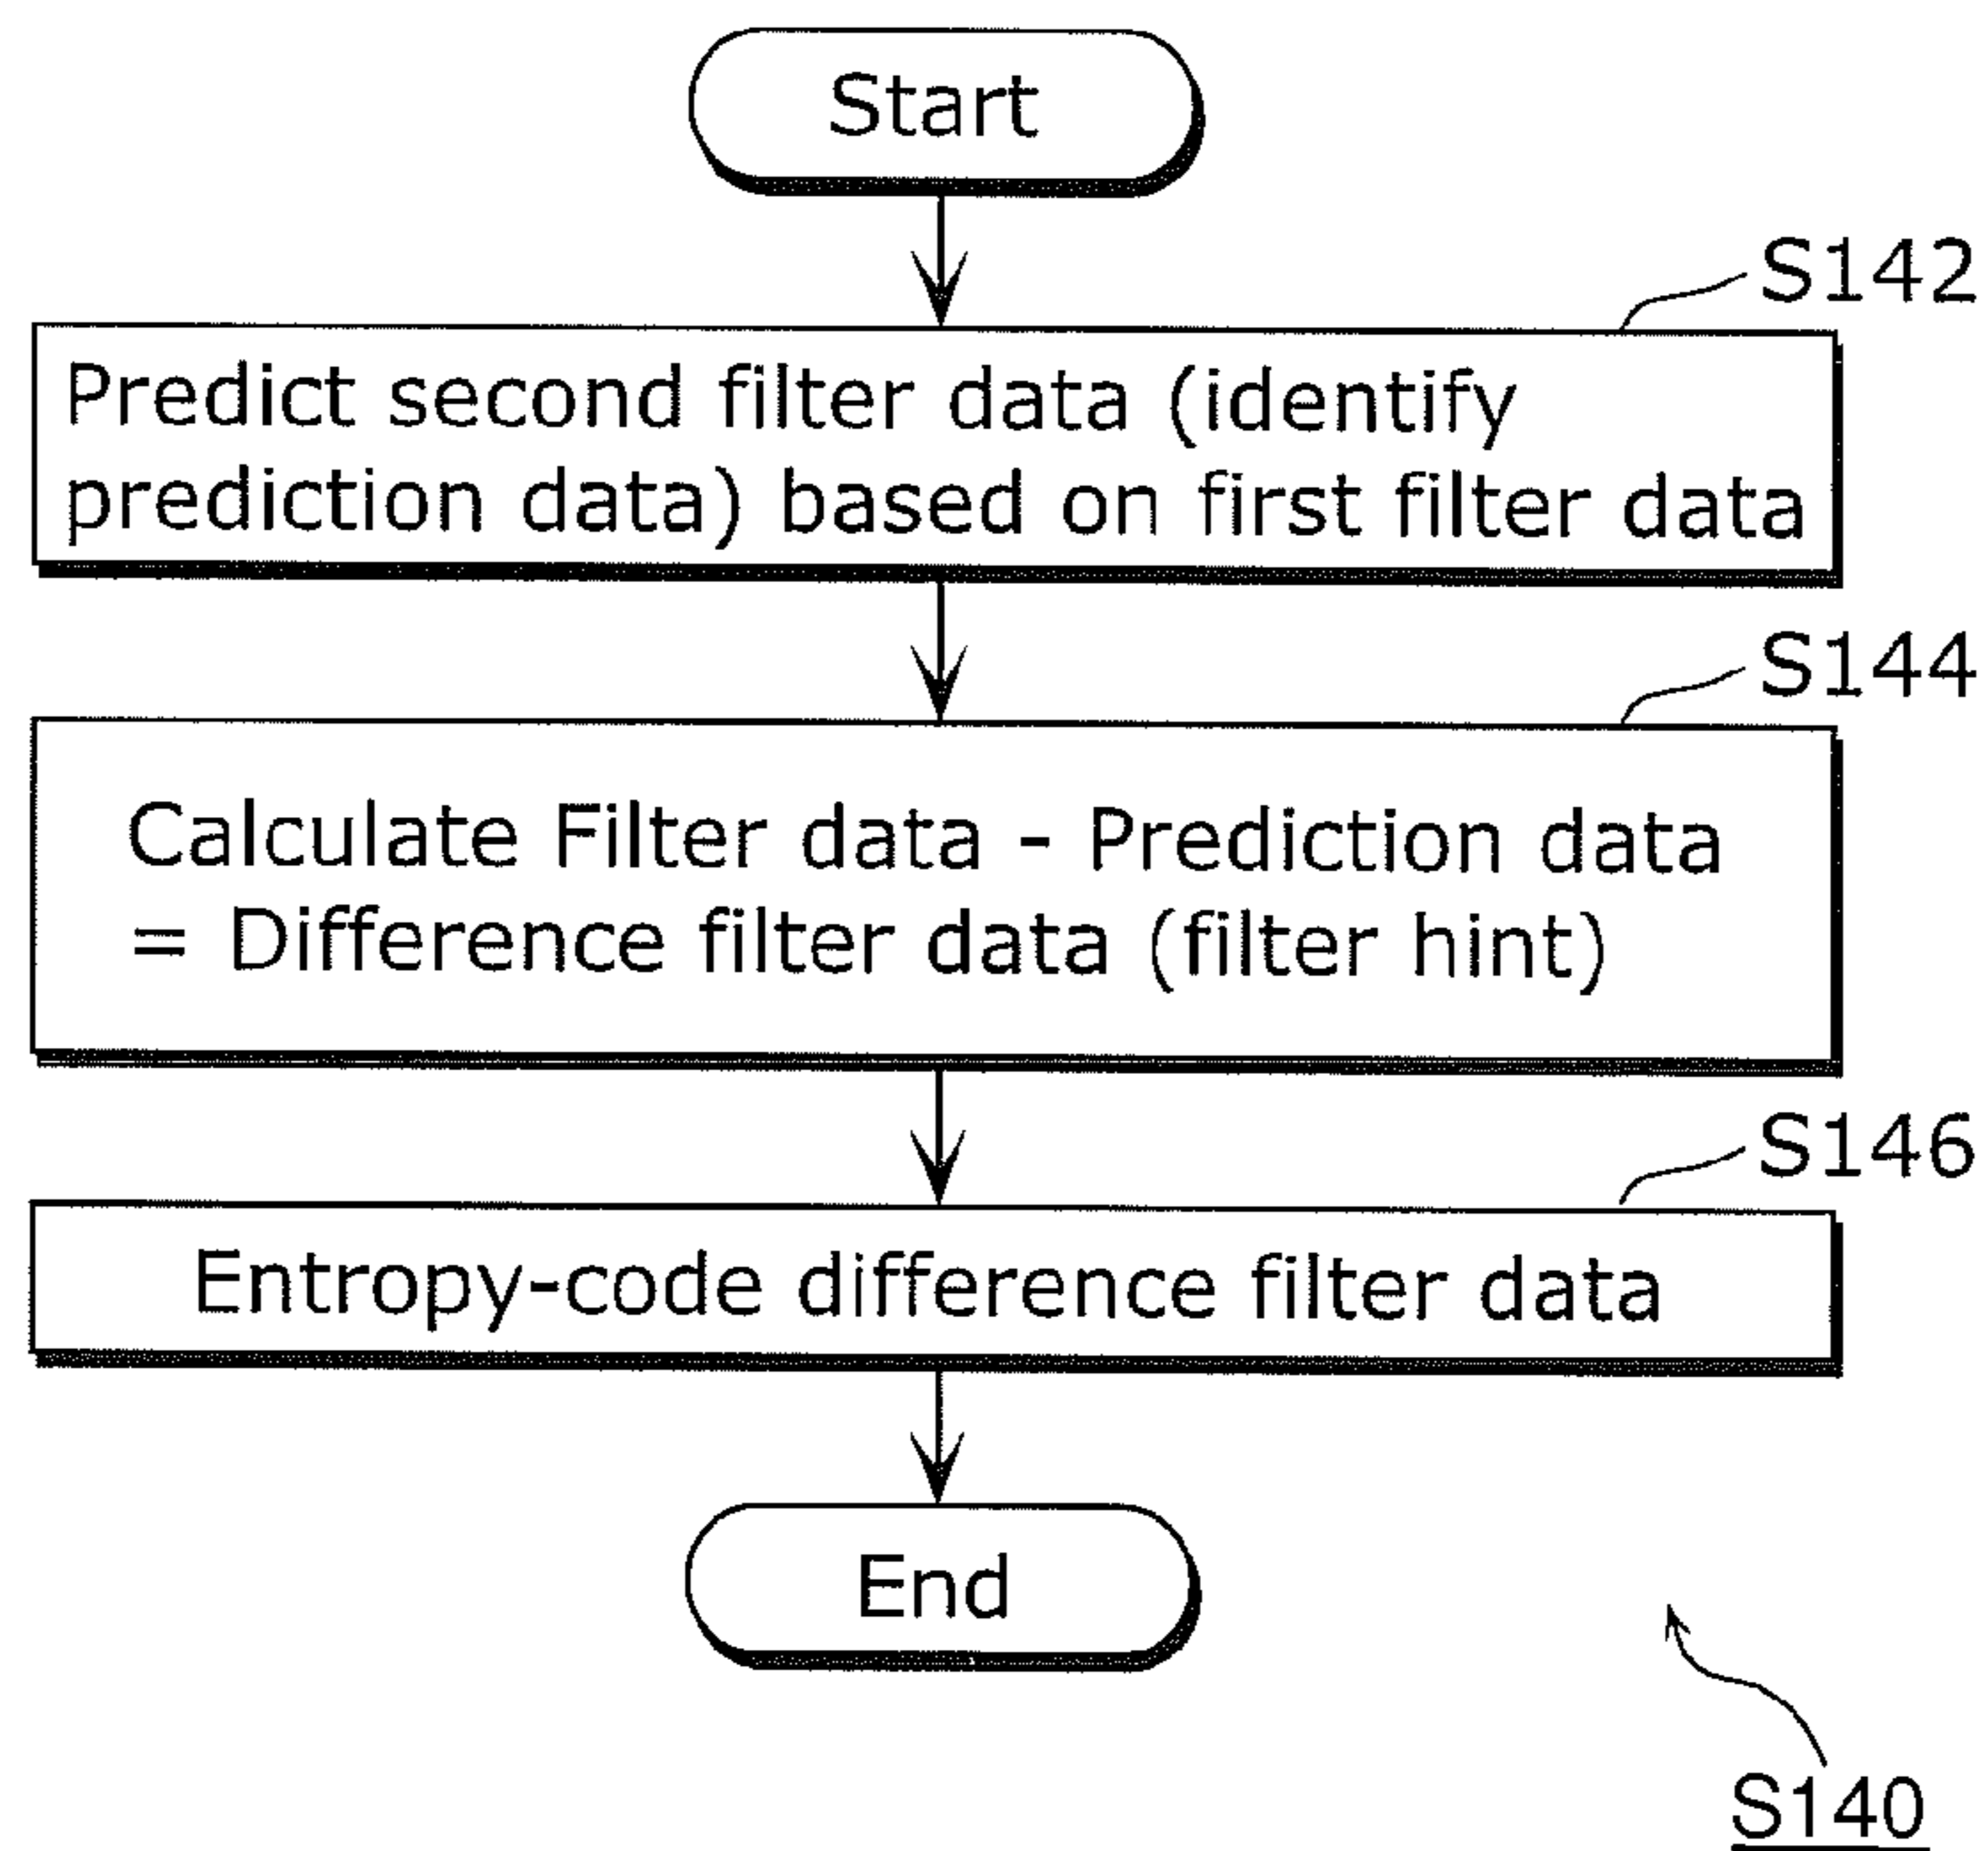 Start
S142
Predict second filter data (identify
prediction data) based on first filter data
S144
Calculate Filter data - Prediction data
= Difference filter data (filter hint)
S146
Entropy-code difference filter data
End
S140